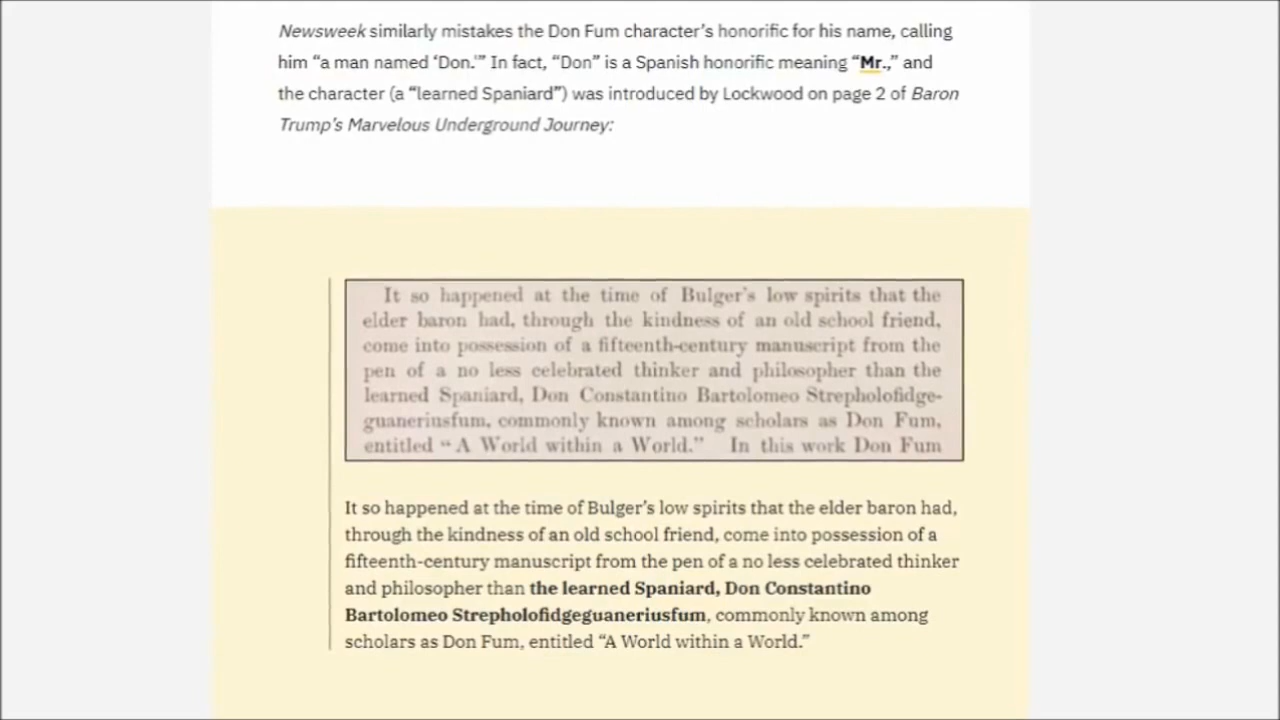 Newsweek similarly mistakes the Don Fum character's honorific for his name, calling
him “a man named ‘Don.’” In fact, “Don” is a Spanish honorific meaning “Mr.,” and
the character (a “learned Spaniard”) was introduced by Lockwood on page 2 of Baron
Trump’s Marvelous Underground Journey:
It so happened at the time of Bulger's low spirits that the
elder baron had, through the kindness of an old school friend,
come into possession of a fifteenth-century manuscript from the
pen of a no less celebrated thinker and philosopher than the
learned Spaniard, Don Constantino Bartolomeo Strepholofidge-
guaneriusfum, commonly known among scholars as Don Fum,
entitled “A World within a World.” In this work Don Fum
It so happened at the time of Bulger’s low spirits that the elder baron had,
through the kindness of an old school friend, come into possession of a
fifteenth-century manuscript from the pen of a no less celebrated thinker
and philosopher than the learned Spaniard, Don Constantino
Bartolomeo Strepholofidgeguaneriusfum, commonly known among
scholars as Don Fum, entitled “A World within a World.”